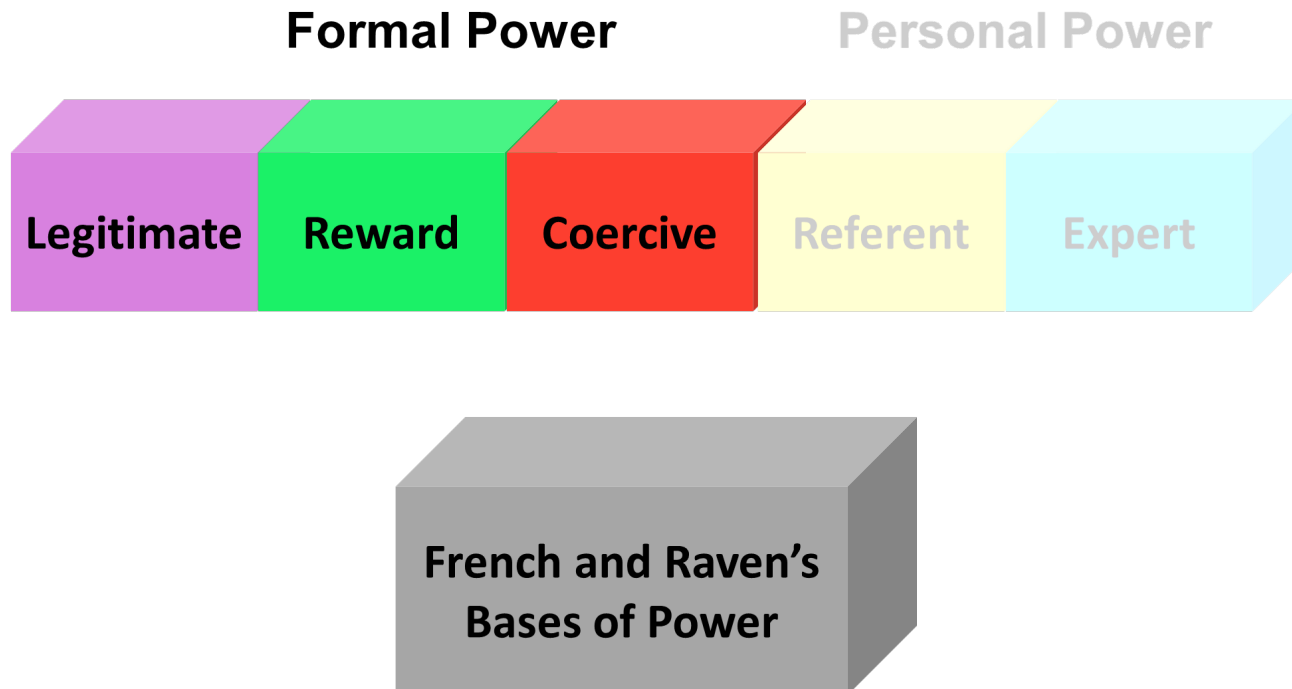 Formal Power Personal Power
Legitimate Reward Coercive Referent Expert
French and Raven’s
Bases of Power